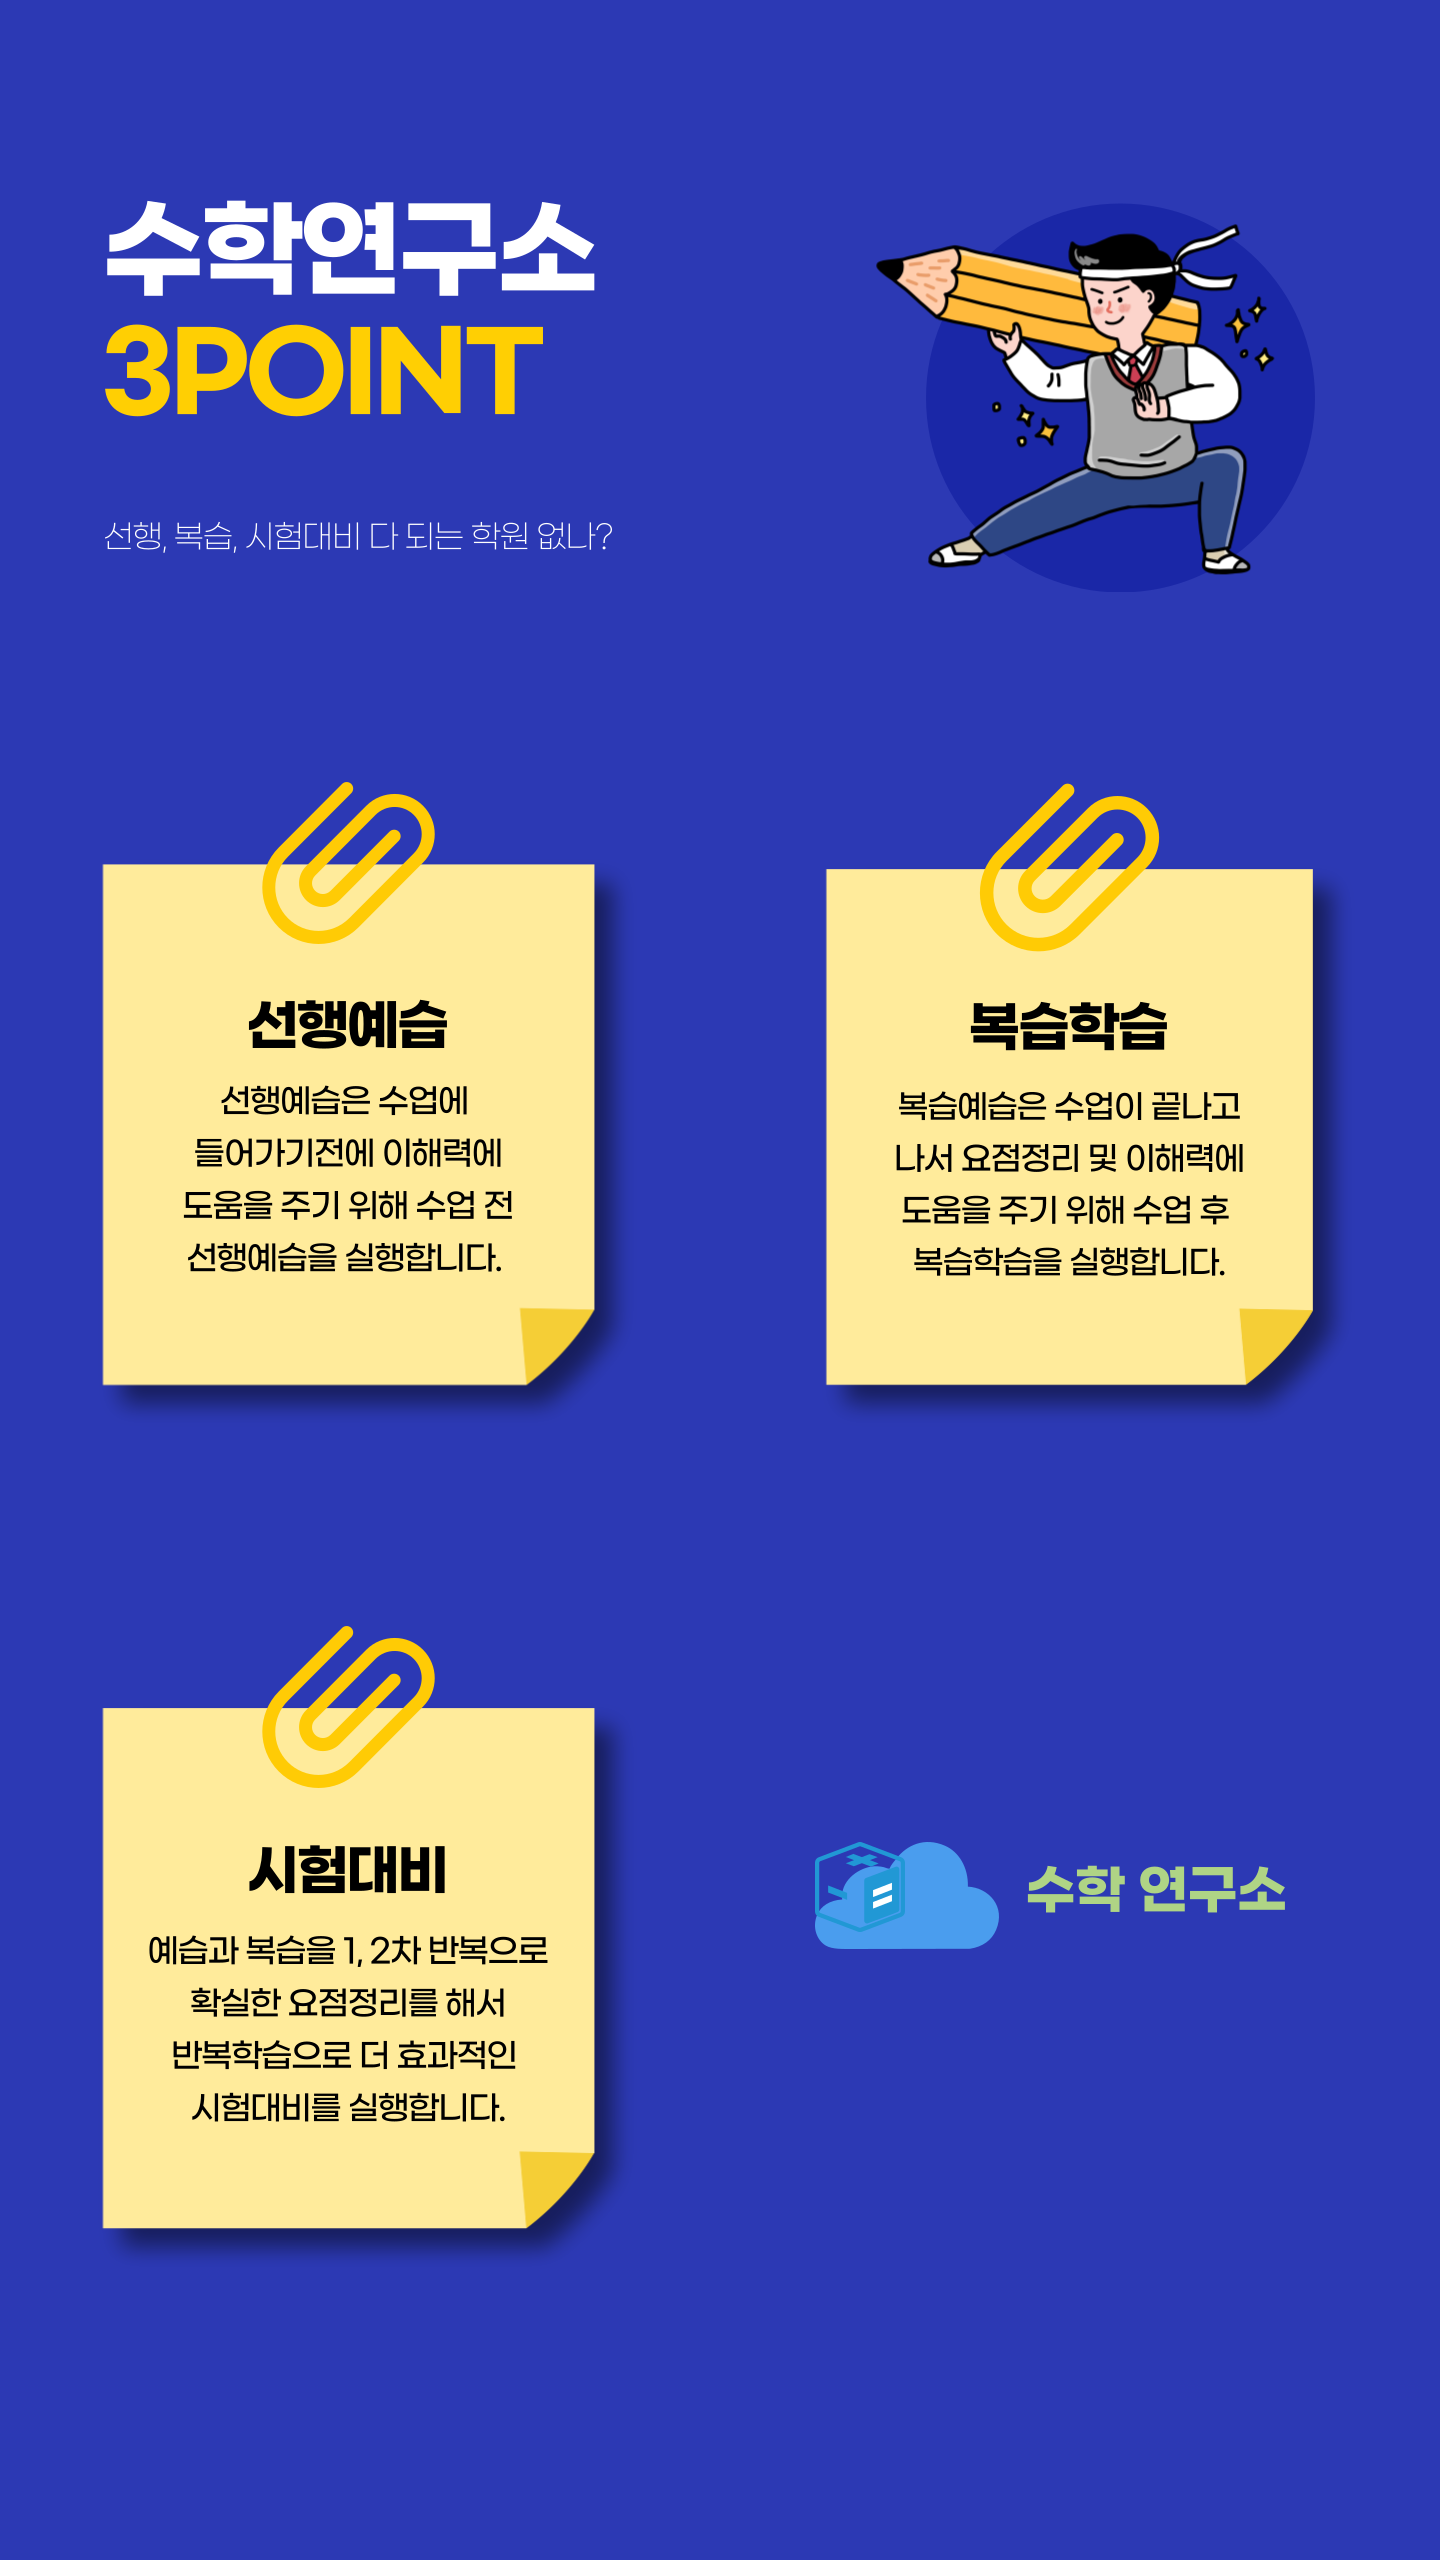 수학연구소
3POINT
선행, 복습, 시험대비 다 되는 학원 없나?
선행예습
선행예습은 수업에
들어가기전에 이해력에
도움을 주기 위해 수업 전
선행예습을 실행합니다.
복습학습
복습예습은 수업이 끝나고
나서 요점정리 및 이해력에
도움을 주기 위해 수업 후
복습학습을 실행합니다.
시험대비
예습과 복습을 1, 2차 반복으로
확실한 요점정리를 해서
반복학습으로 더 효과적인
시험대비를 실행합니다.
수학 연구소